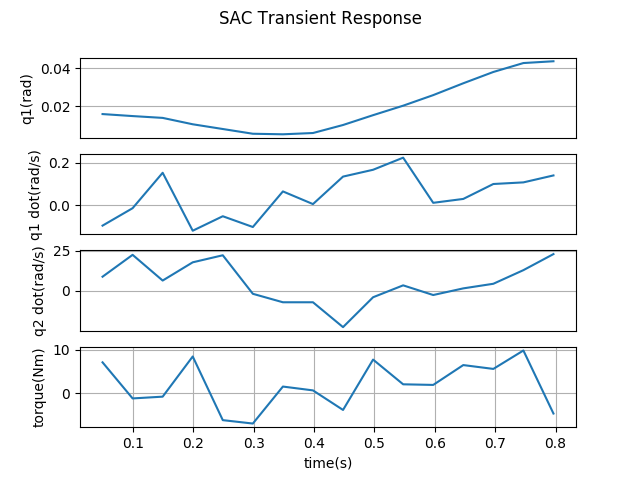 SAC Transient Response
0.04
0.02
q1(rad)
0.2
0.0
q1 dot(rad/s)
25
0
q2 dot(rad/s)
10
0
torque(Nm)
0.1 0.2 0.3 0.4 0.5 0.6 0.7 0.8
time(s)